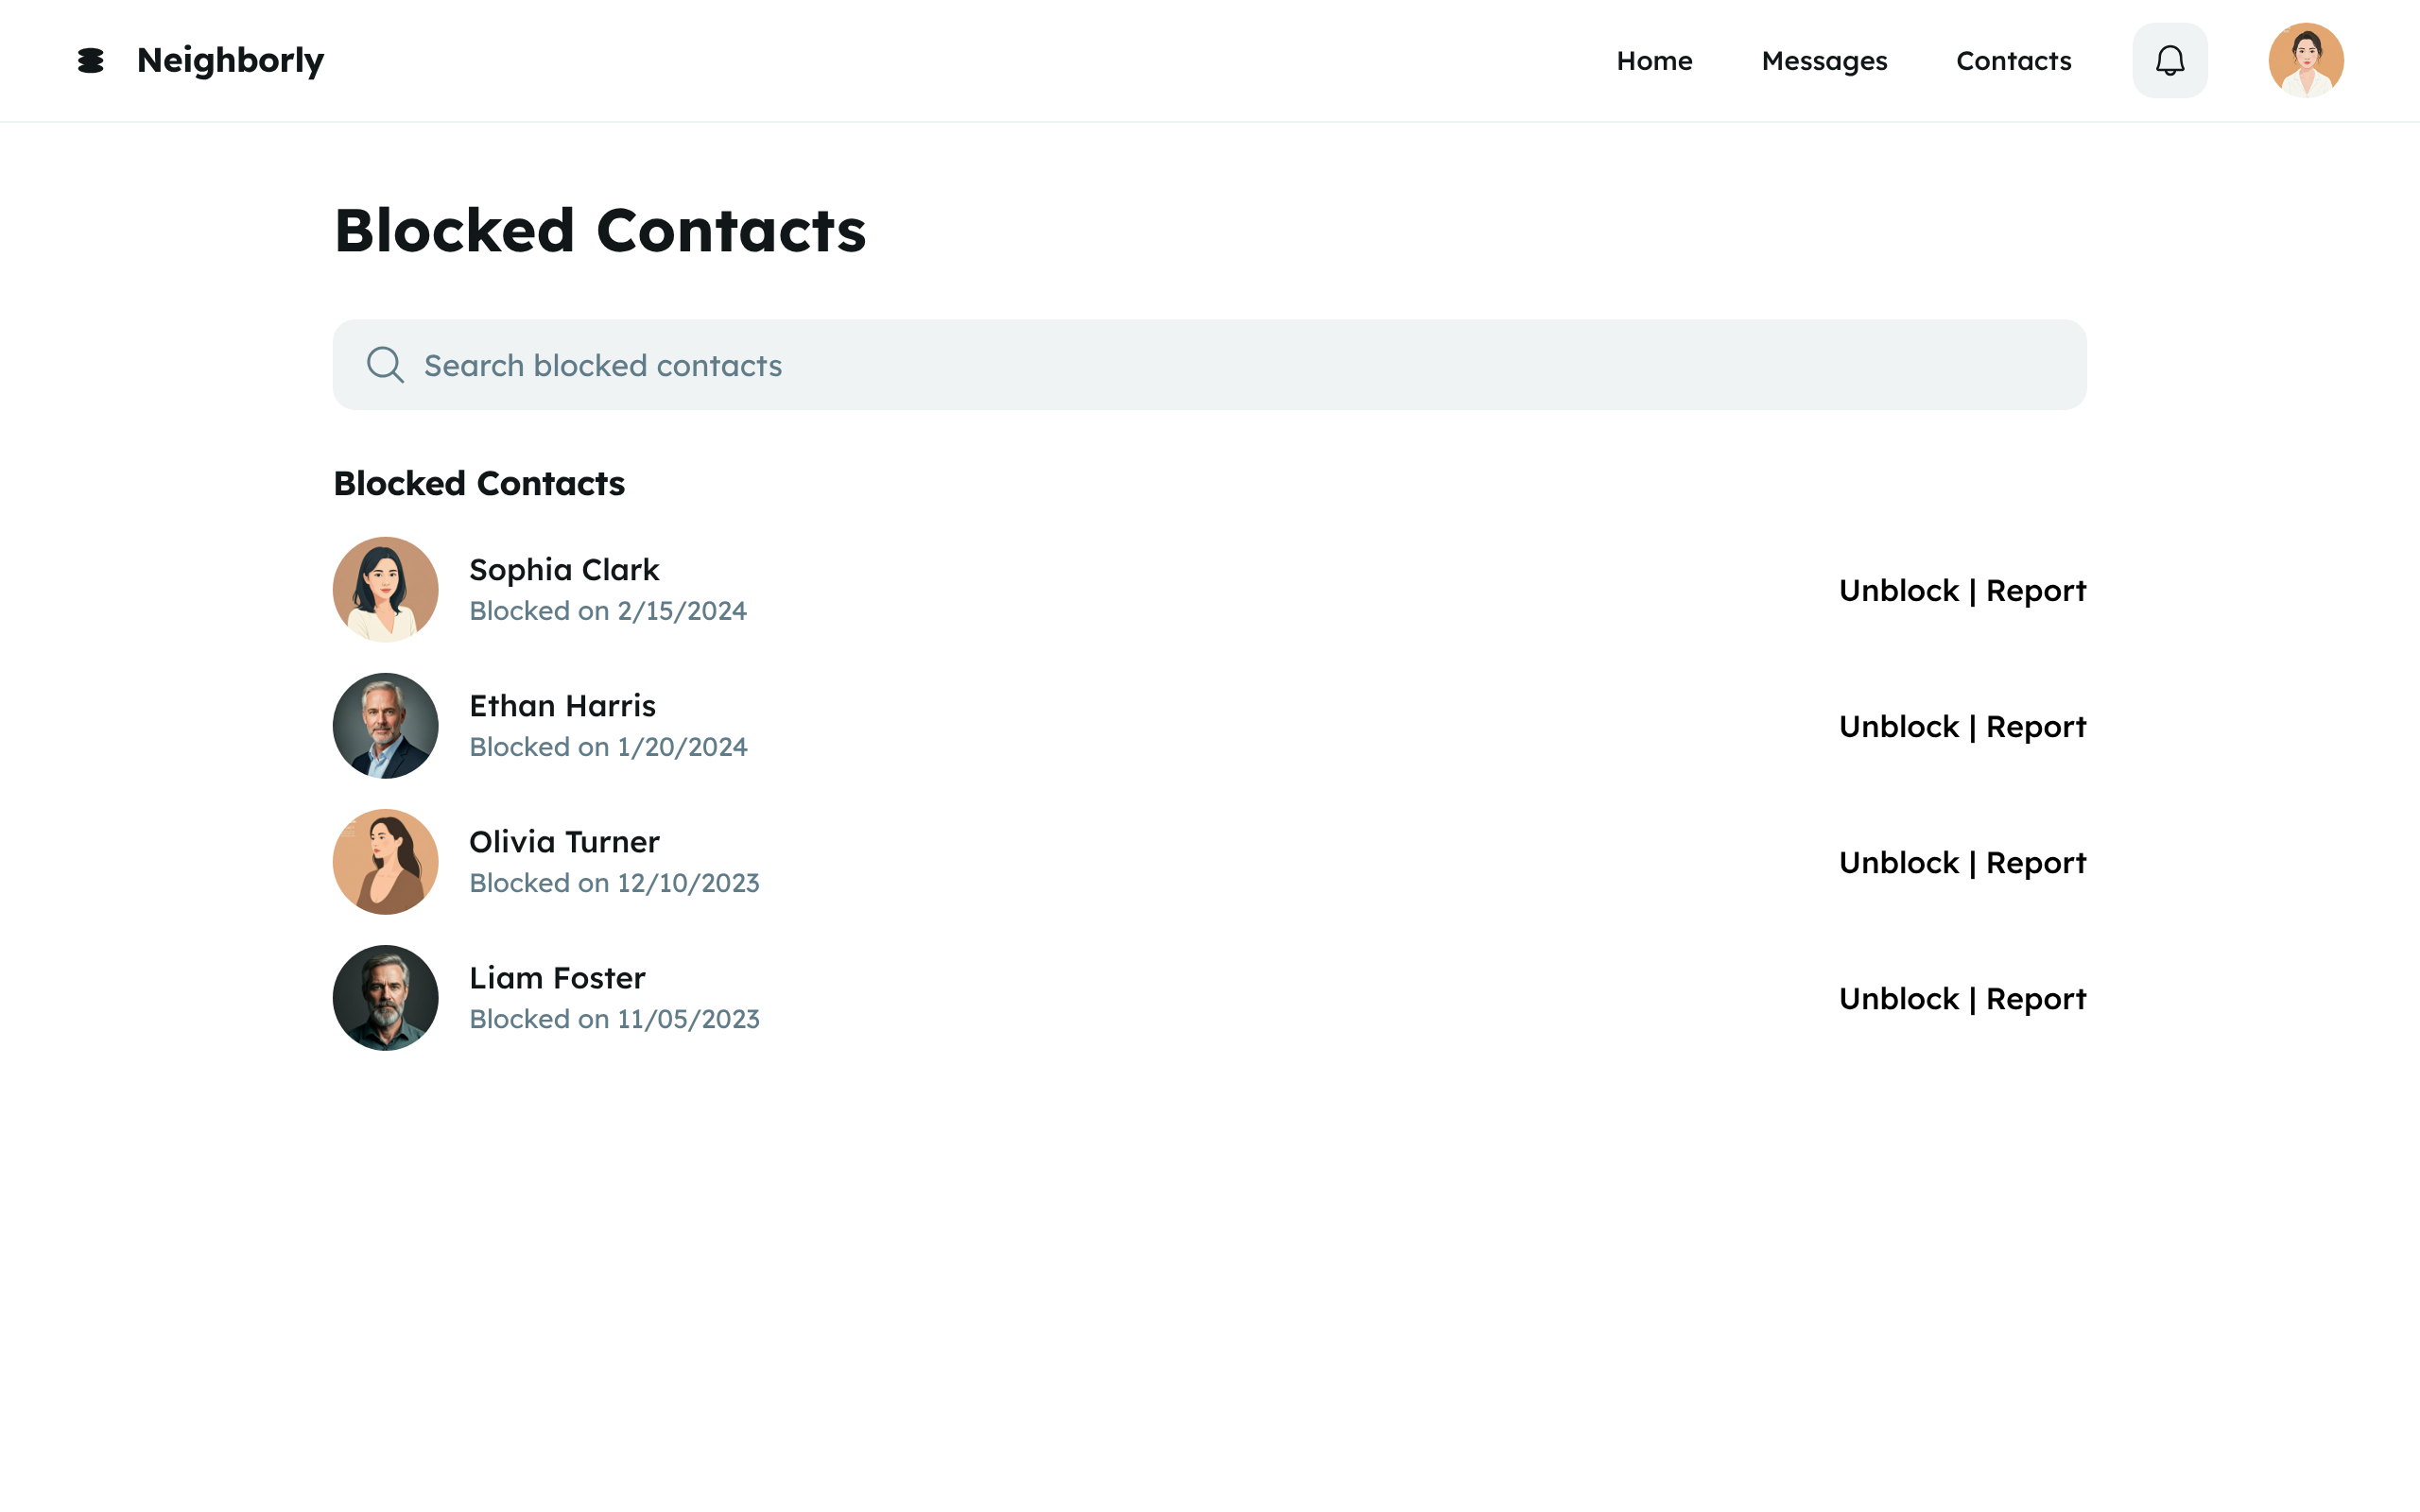 Neighborly
Home
Messages
Contacts
Blocked Contacts
Search blocked contacts
Blocked Contacts
Sophia Clark
Blocked on 2/15/2024
Unblock | Report
Ethan Harris
Blocked on 1/20/2024
Unblock | Report
Olivia Turner
Blocked on 12/10/2023
Unblock | Report
Liam Foster
Blocked on 11/05/2023
Unblock | Report